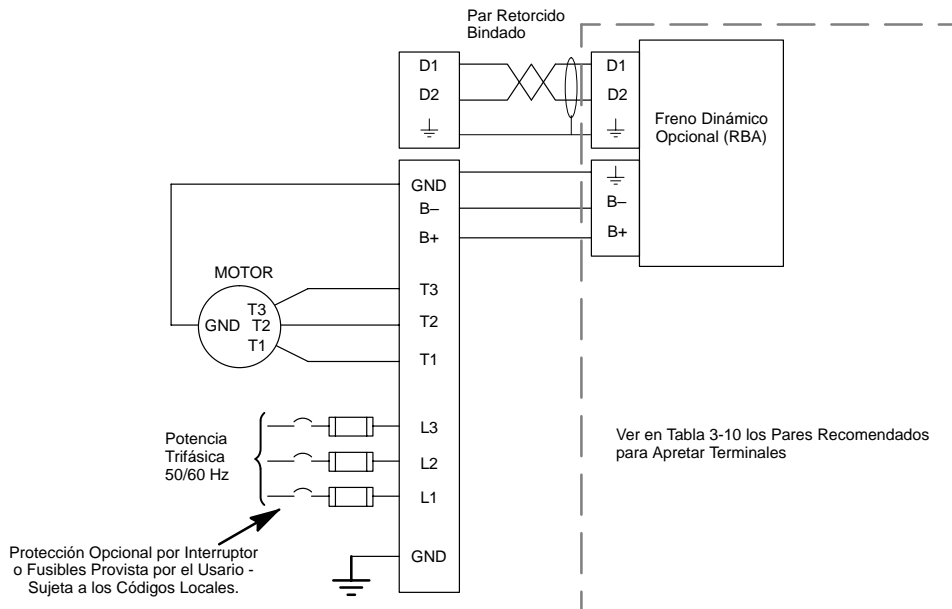 Par Retorcido
Bindado
D1
D2
D1
D2
Freno Dinámico
Opcional (RBA)
GND
B–
B+
B–
B+
MOTOR
T3
GND T2
T1
T3
T2
T1
Potencia
Trifásica
50/60 Hz
L3
L2
L1
GND
Ver en Tabla 3-10 los Pares Recomendados
para Apretar Terminales
Protección Opcional por Interruptor
o Fusibles Provista por el Usario -
Sujeta a los Códigos Locales.